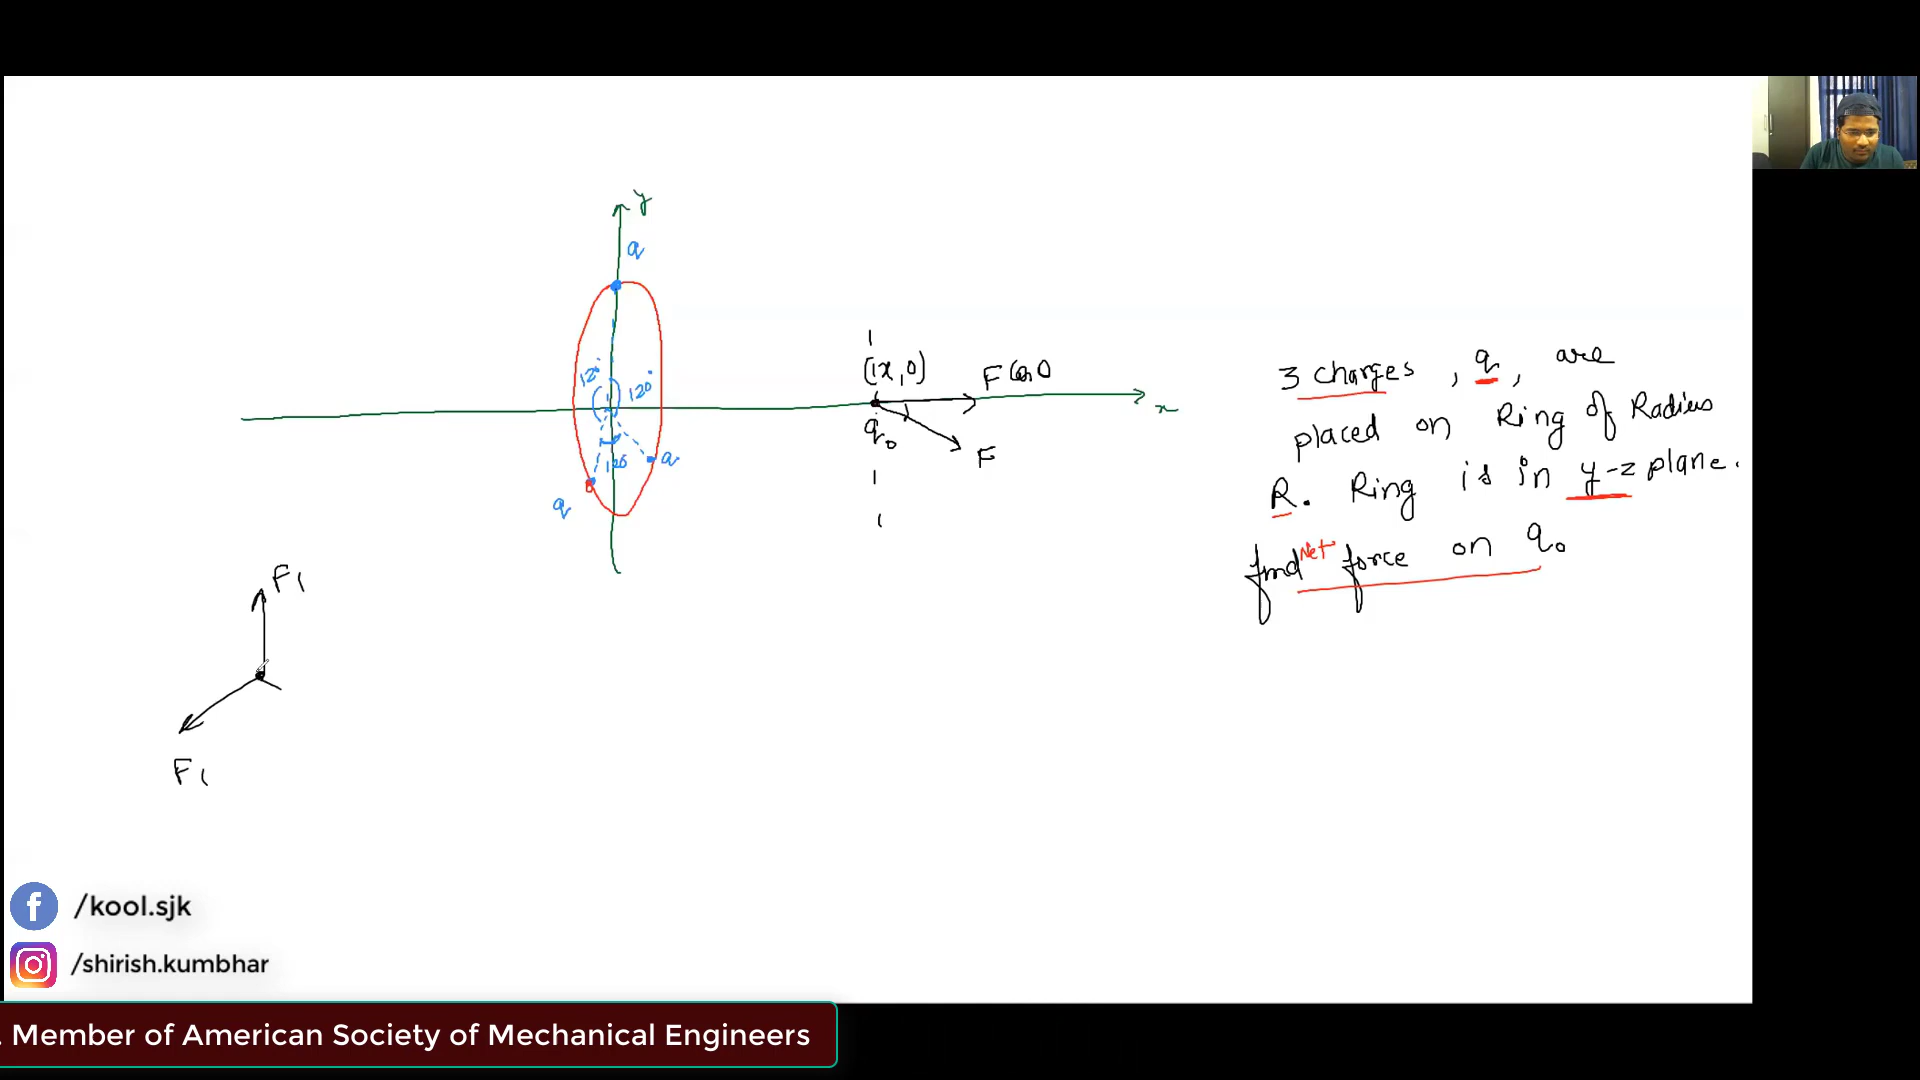 y
q
120°
120°
120
q
q
(x,0)
F Cos θ
x
q₀
F
3 charges , q , are
placed on Ring of Radius
R. Ring is in y-z plane.
find Net force on q₀
F1
F1
/kool.sjk
/shirish.kumbhar
. Member of American Society of Mechanical Engineers